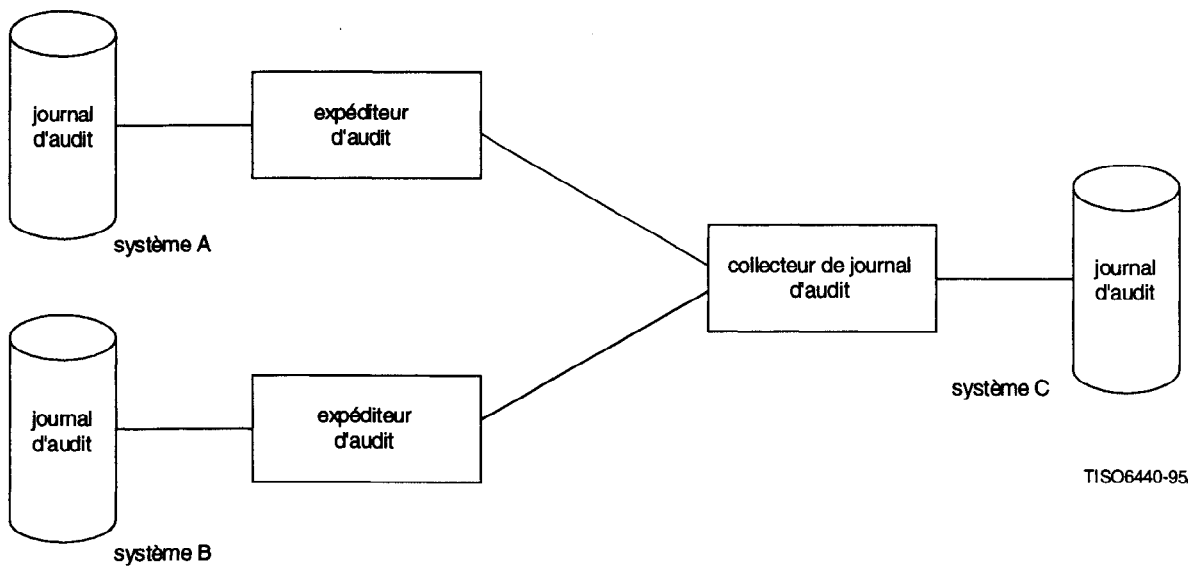 journal
d'audit
expéditeur
d'audit
système A
collecteur de journal
d'audit
journal
d'audit
système C
journal
d'audit
expéditeur
d'audit
système B
TISO6440-95